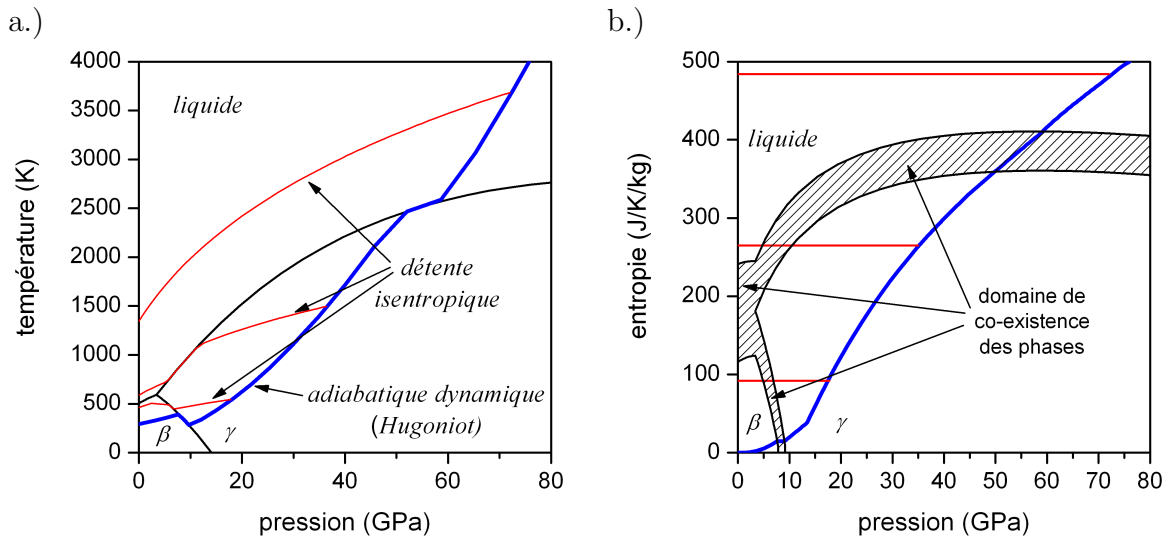 a.)
4000
3500
3000
2500
2000
1500
1000
500
0
température (K)
liquide
détente
isentropique
adiabatique dynamique
(Hugoniot)
β
γ
0
20
40
60
80
pression (GPa)
b.)
500
400
300
200
100
0
entropie (J/K/kg)
liquide
domaine de
co-existence
des phases
β
γ
0
10
20
30
40
50
60
70
80
pression (GPa)